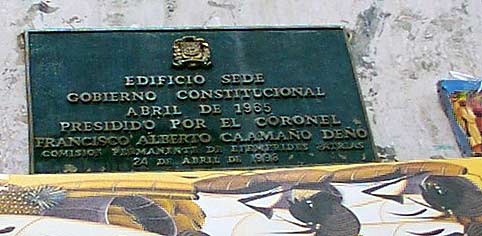 EDIFICIO SEDE
GOBIERNO CONSTITUCIONAL
ABRIL DE 1965
PRESIDIDO POR EL CORONEL
FRANCISCO ALBERTO CAAMAÑO DEÑO
COMISION PERMANENTE DE EFEMERIDES PATRIAS
24 DE ABRIL DE